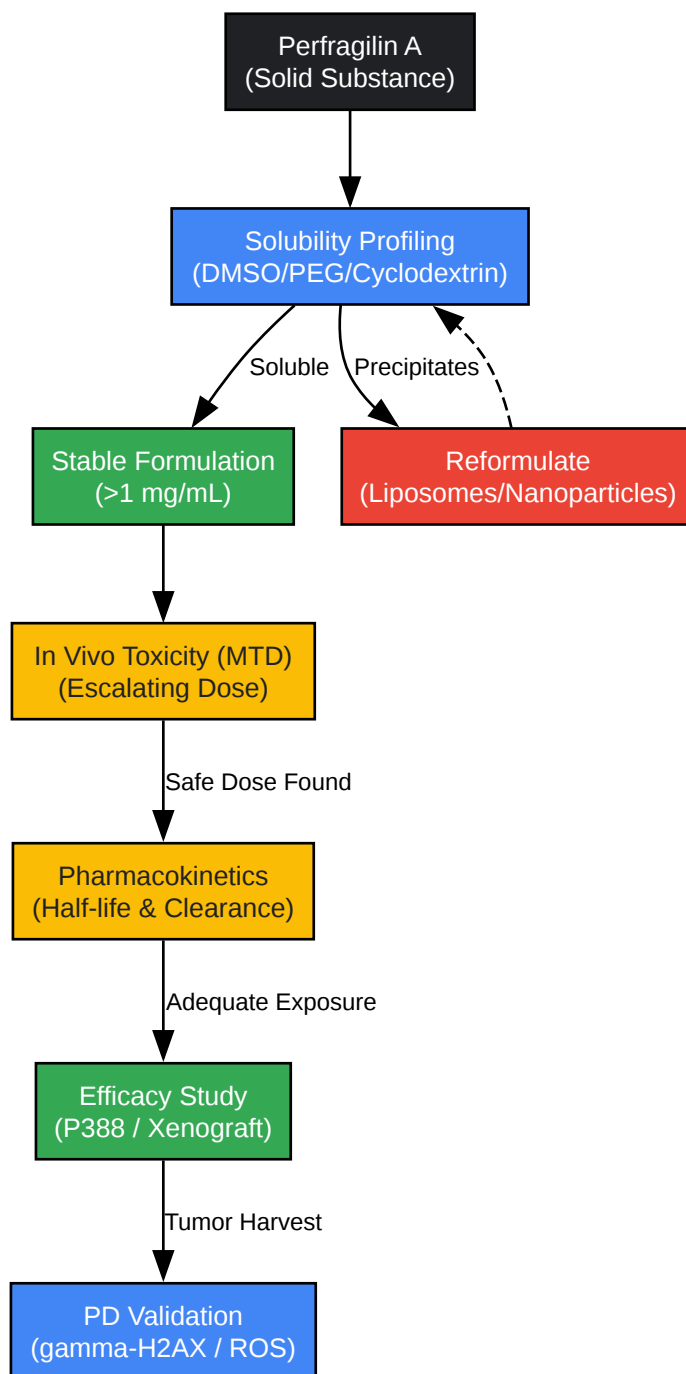 Perfragilin A
(Solid Substance)
Solubility Profiling
(DMSO/PEG/Cyclodextrin)
Soluble
Precipitates
Stable Formulation
(>1 mg/mL)
Reformulate
(Liposomes/Nanoparticles)
In Vivo Toxicity (MTD)
(Escalating Dose)
Safe Dose Found
Pharmacokinetics
(Half-life & Clearance)
Adequate Exposure
Efficacy Study
(P388 / Xenograft)
Tumor Harvest
PD Validation
(gamma-H2AX / ROS)